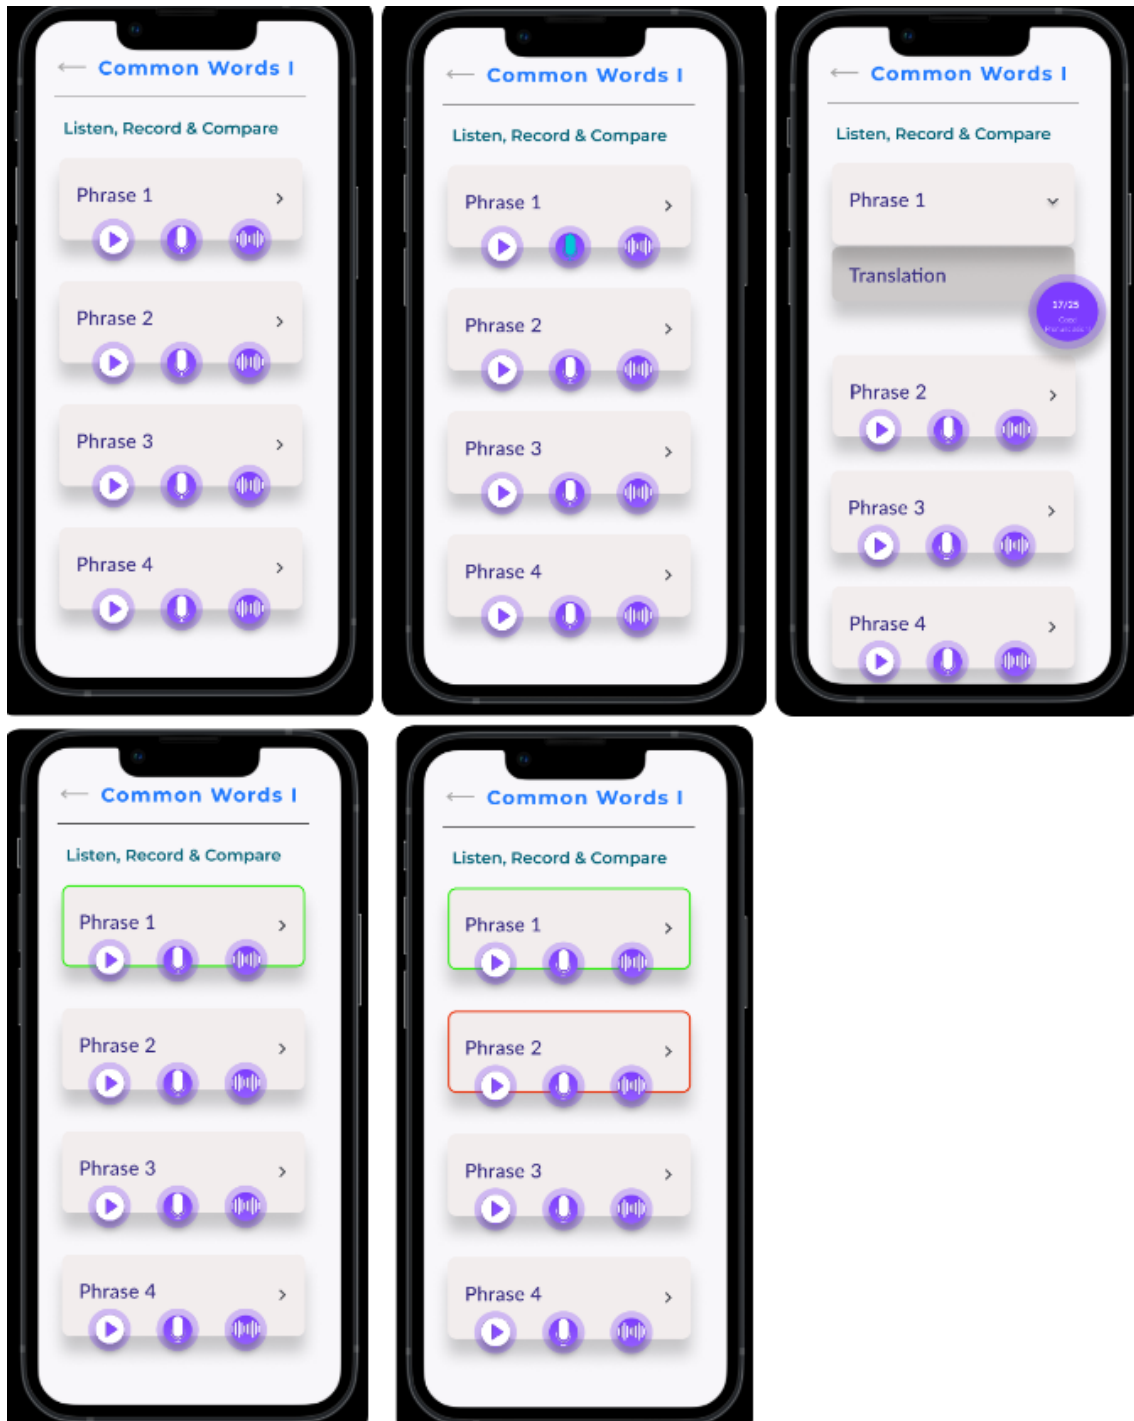 Common Words I
Listen, Record & Compare
Phrase 1
Phrase 2
Phrase 3
Phrase 4
Common Words I
Listen, Record & Compare
Phrase 1
Phrase 2
Phrase 3
Phrase 4
Common Words I
Listen, Record & Compare
Phrase 1
Translation
17/25
Phrase 2
Phrase 3
Phrase 4
Common Words I
Listen, Record & Compare
Phrase 1
Phrase 2
Phrase 3
Phrase 4
Common Words I
Listen, Record & Compare
Phrase 1
Phrase 2
Phrase 3
Phrase 4